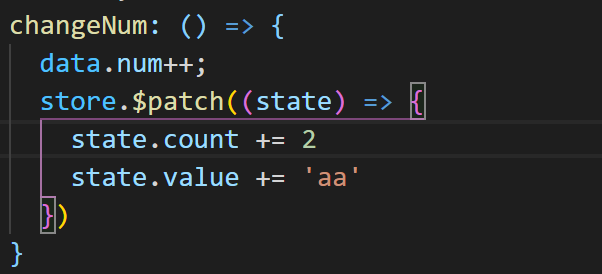 changeNum: () => {
data.num++;
store.$patch((state) => {
state.count += 2
state.value += 'aa'
})
}